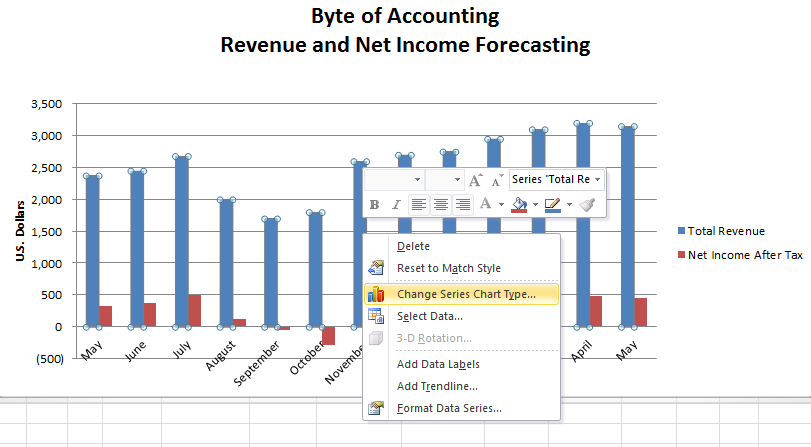 Byte of Accounting
Revenue and Net Income Forecasting
U.S. Dollars
3,500
3,000
2,500
2,000
1,500
1,000
500
0
(500)
May
June
July
August
September
October
April
May
Total Revenue
Net Income After Tax
A A Series "Total Re
B I A
Delete
Reset to Match Style
Change Series Chart Type...
Select Data...
3-D Rotation...
Add Data Labels
Add Trendline...
Format Data Series...